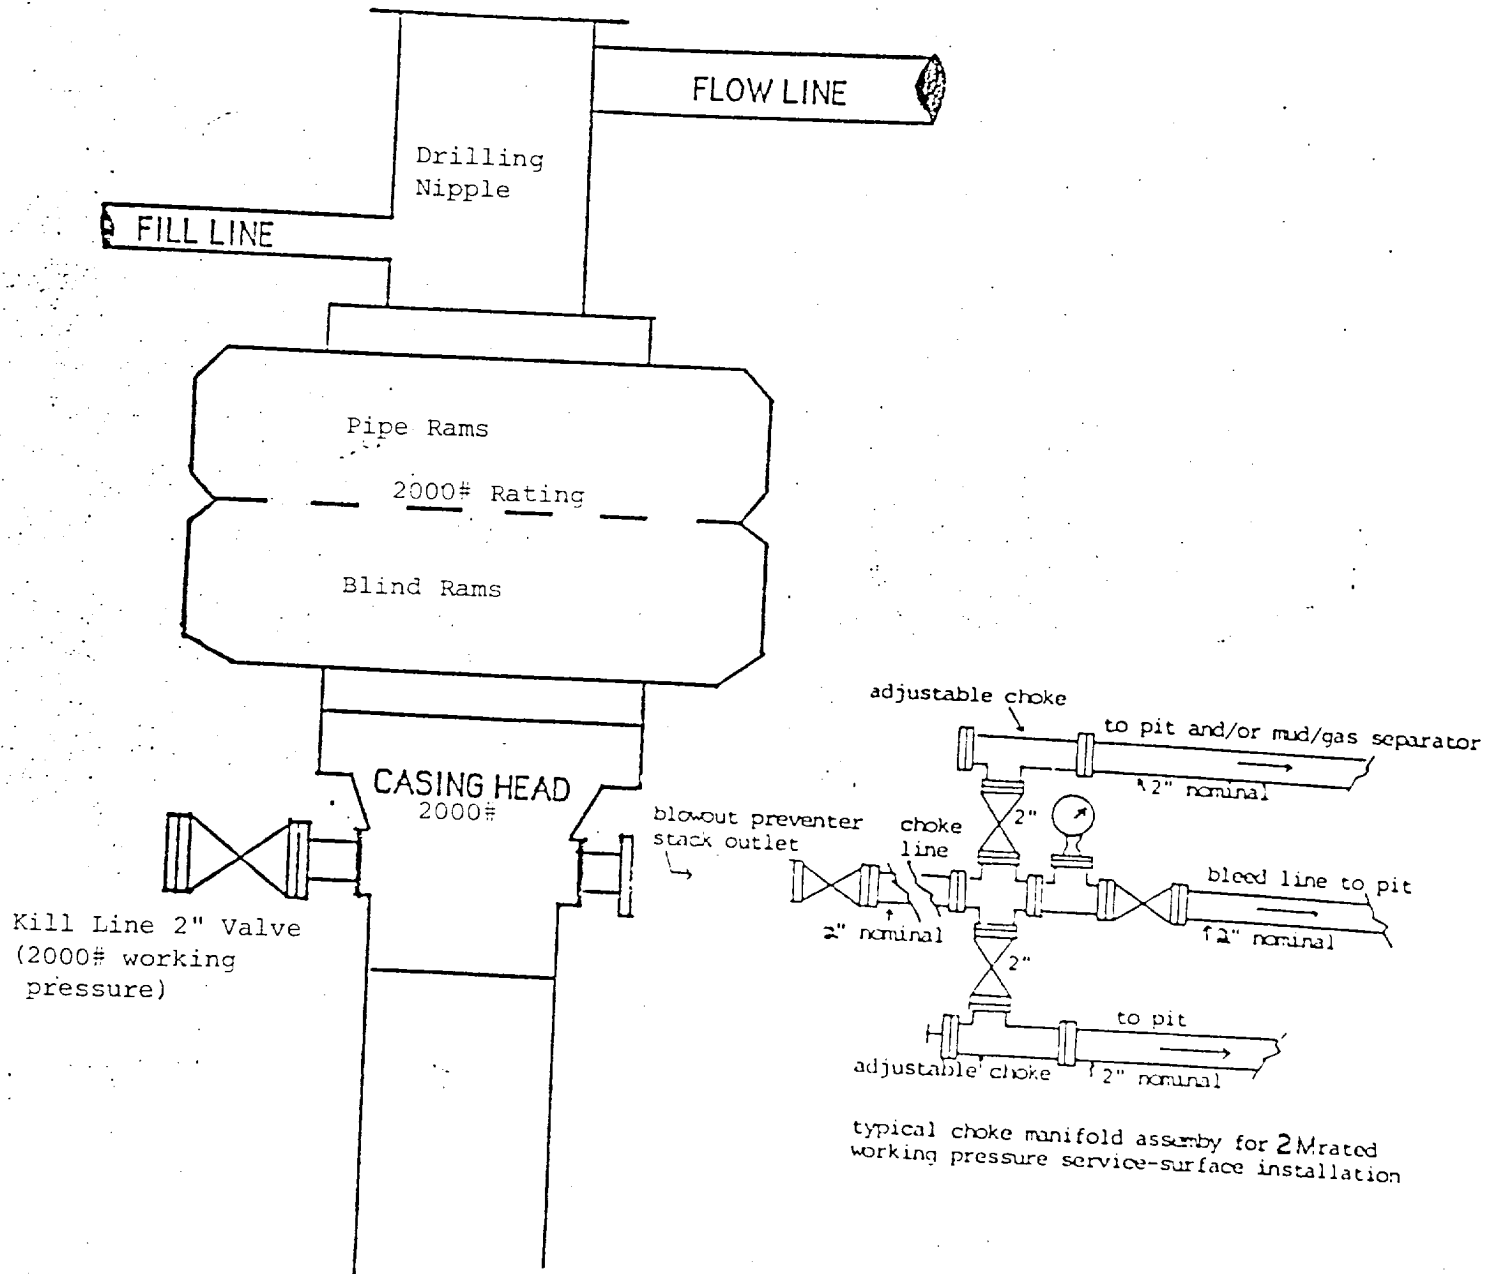 FLOW LINE
Drilling
Nipple
FILL LINE
Pipe Rams
2000# Rating
Blind Rams
CASING HEAD
2000#
Kill Line 2" Valve
(2000# working
pressure)
blowout preventer
stack outlet
adjustable choke
to pit and/or mud/gas separator
2" nominal
2"
choke
line
bleed line to pit
2" nominal
2" nominal
2"
to pit
adjustable choke
2" nominal
typical choke manifold assemby for 2M rated
working pressure service-surface installation